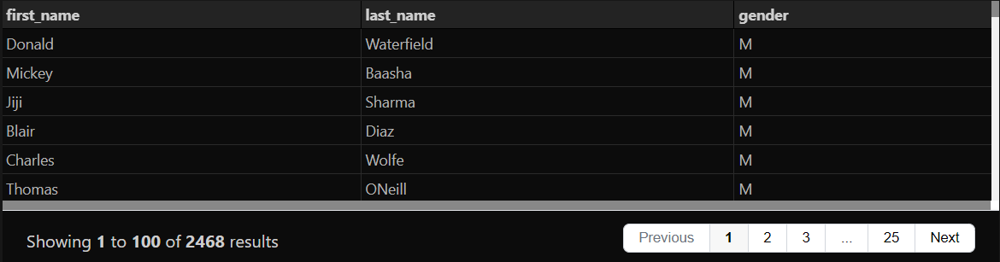 first_name last_name gender
Donald Waterfield M
Mickey Baasha M
Jiji Sharma M
Blair Diaz M
Charles Wolfe M
Thomas ONeill M
Showing 1 to 100 of 2468 results Previous 1 2 3 ... 25 Next